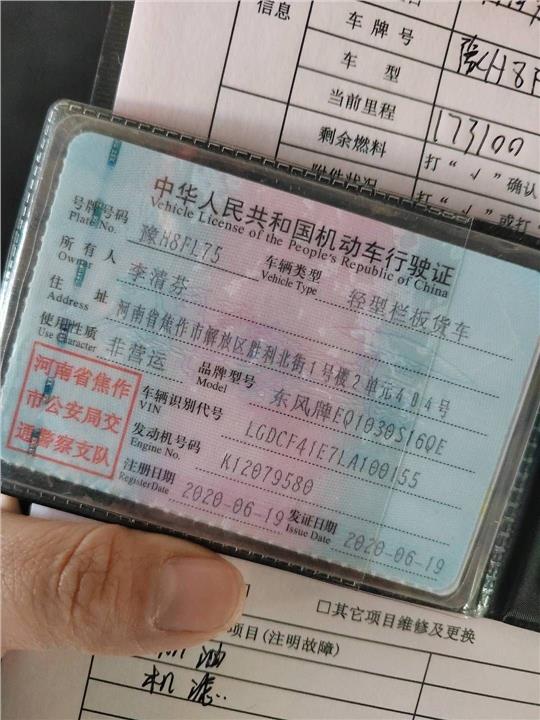 信息
车牌号
豫H8F
车型
当前里程
173100
剩余燃料
打“√”确认
附件状况
打“√”或打
中华人民共和国机动车行驶证
Vehicle License of the People's Republic of China
号牌号码 豫H8FL75 车辆类型 轻型栏板货车
Plate No. Vehicle Type
所有人 李清芬
Owner
住址 河南省焦作市解放区胜利北街1号楼2单元404号
Address
使用性质 非营运 品牌型号 东风牌EQ1030S16QE
Use Character Model
河南省焦作
市公安局交
通警察支队
车辆识别代号 LGDCF41E7LA100155
VIN
发动机号码 K12079580
Engine No.
注册日期 2020-06-19 发证日期 2020-06-19
Register Date Issue Date
□其它项目维修及更换
项目(注明故障)
机油
机滤..